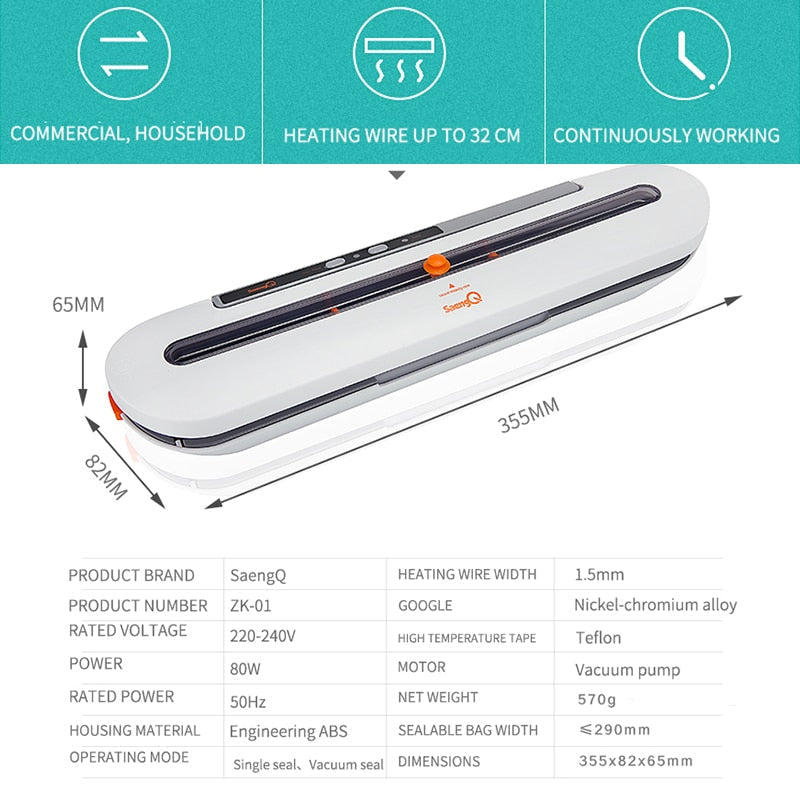 COMMERCIAL, HOUSEHOLD
HEATING WIRE UP TO 32 CM
CONTINUOUSLY WORKING
SaengQ
SaengQ
65MM
82MM
355MM
PRODUCT BRAND SaengQ HEATING WIRE WIDTH 1.5mm
PRODUCT NUMBER ZK-01 GOOGLE Nickel-chromium alloy
RATED VOLTAGE 220-240V HIGH TEMPERATURE TAPE Teflon
POWER 80W MOTOR Vacuum pump
RATED POWER 50Hz NET WEIGHT 570g
HOUSING MATERIAL Engineering ABS SEALABLE BAG WIDTH ≤290mm
OPERATING MODE Single seal、Vacuum seal DIMENSIONS 355x82x65mm